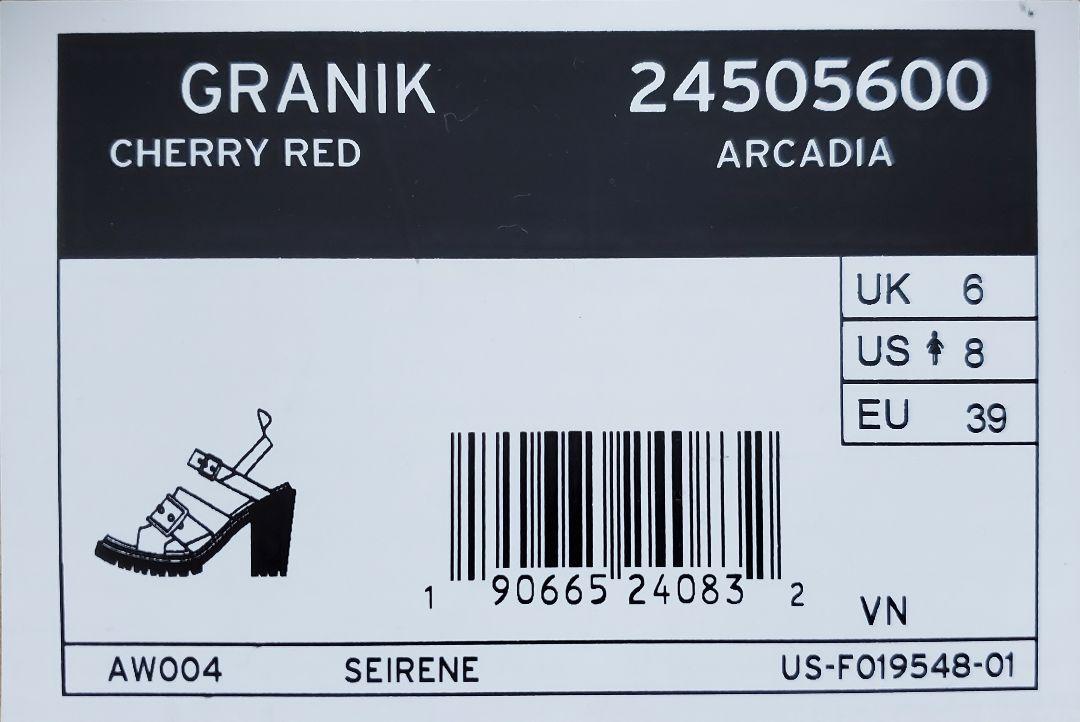 GRANIK 24505600
CHERRY RED ARCADIA
UK 6
US 8
EU 39
1 90665 24083 2
VN
AW004 SEIRENE US-F019548-01